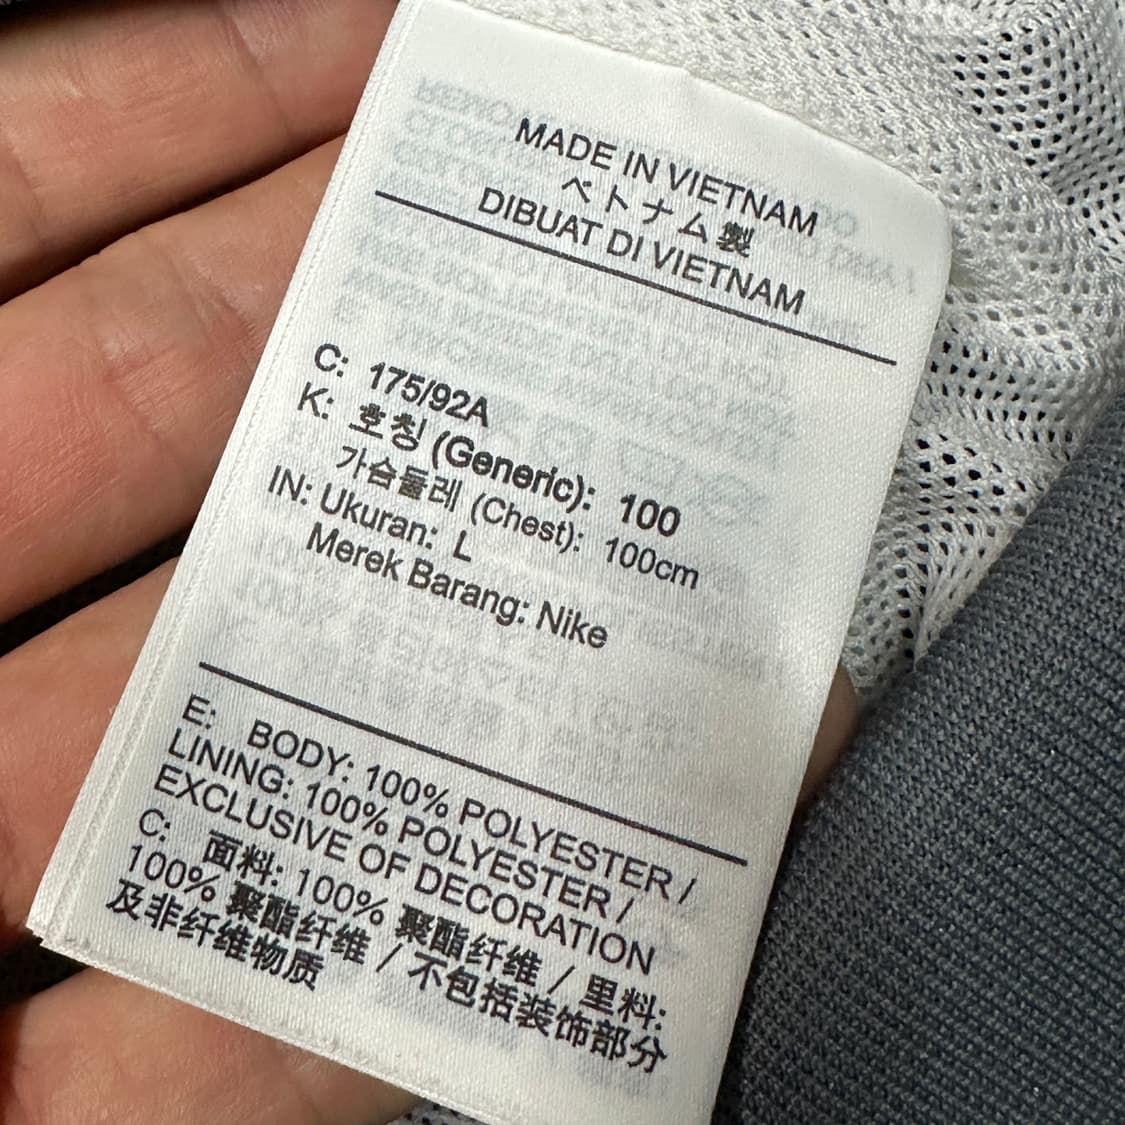 MADE IN VIETNAM
ベトナム製
DIBUAT DI VIETNAM
C: 175/92A
K: 호칭 (Generic): 100
가슴둘레 (Chest): 100cm
IN: Ukuran: L
Merek Barang: Nike
E: BODY: 100% POLYESTER /
LINING: 100% POLYESTER /
EXCLUSIVE OF DECORATION
C: 面料: 100% 聚酯纤维 / 里料:
100% 聚酯纤维 / 不包括装饰部分
及非纤维物质